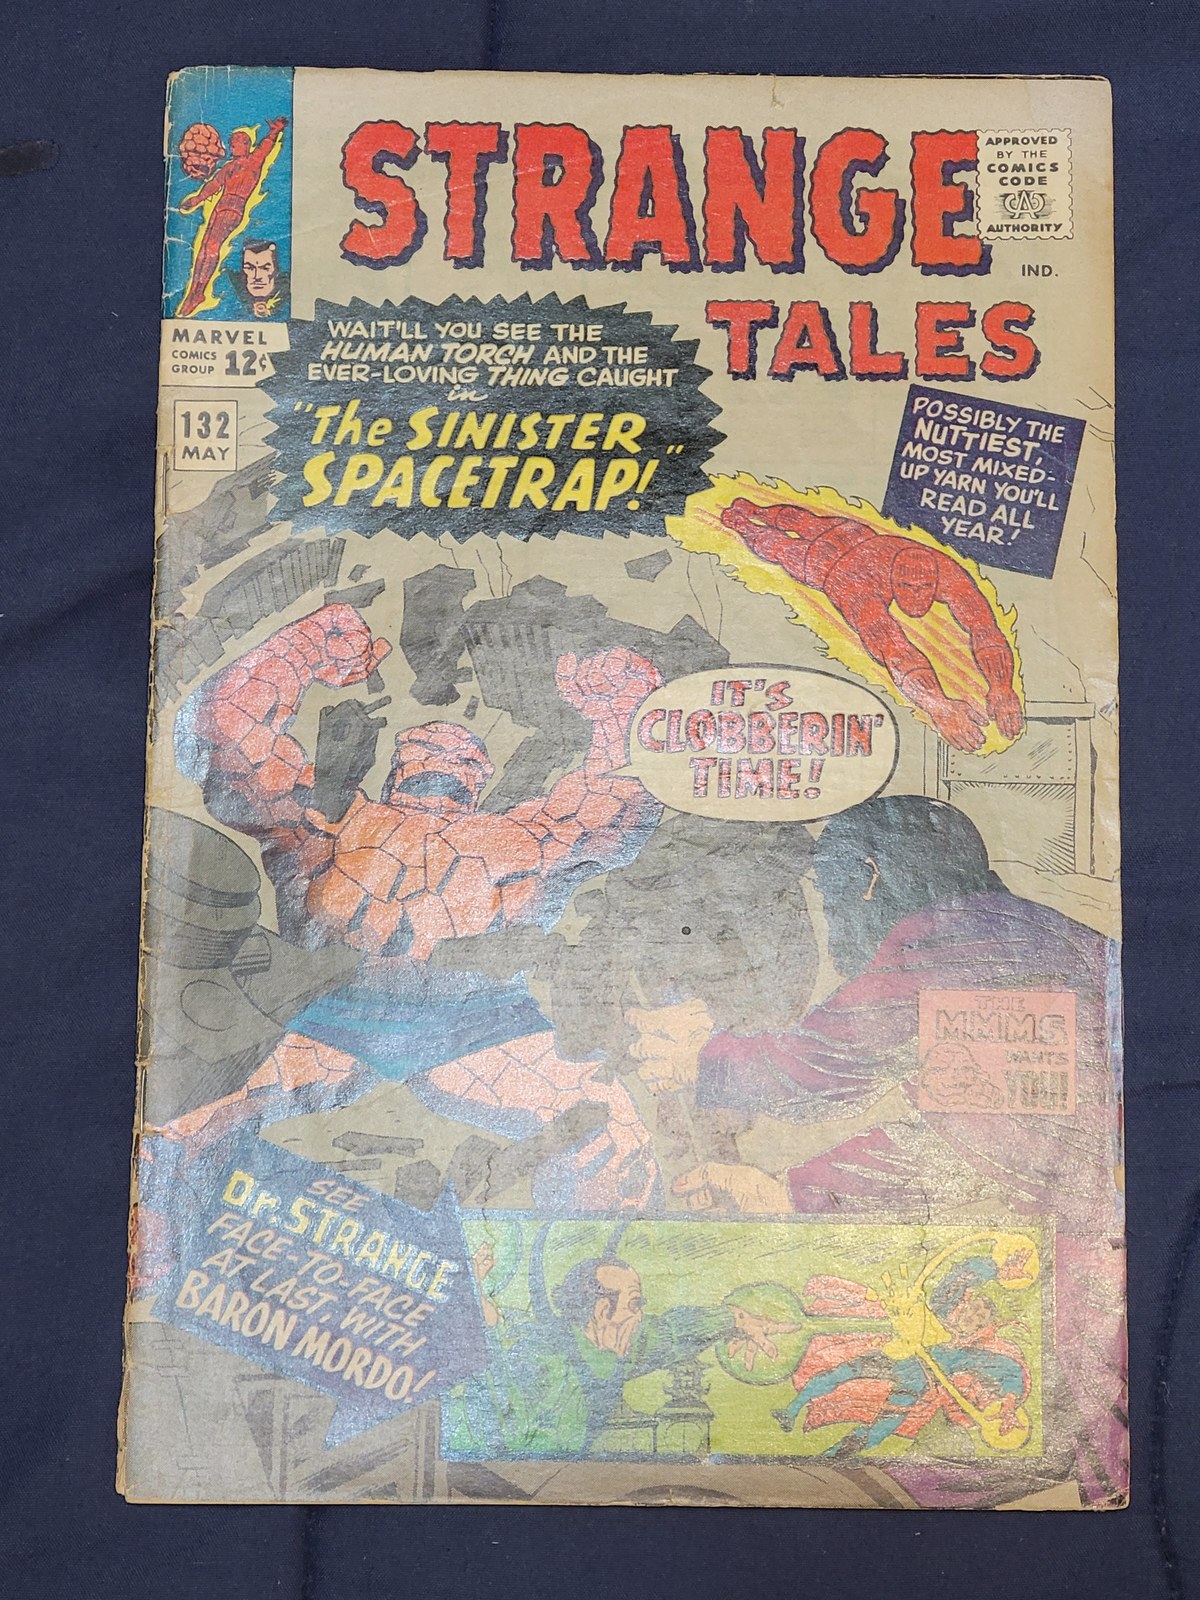 STRANGE
TALES
APPROVED
BY THE
COMICS
CODE
CA
AUTHORITY
IND.
MARVEL
COMICS
GROUP 12¢
132
MAY
WAIT'LL YOU SEE THE
HUMAN TORCH AND THE
EVER-LOVING THING CAUGHT
in
"The SINISTER
SPACETRAP!"
POSSIBLY THE
NUTTIEST,
MOST MIXED-
UP YARN YOU'LL
READ ALL
YEAR!
IT'S
CLOBBERIN'
TIME!
THE
MMMS
WANTS
YOU!
SEE
Dr. STRANGE
FACE-TO-FACE
AT LAST, WITH
BARON MORDO!